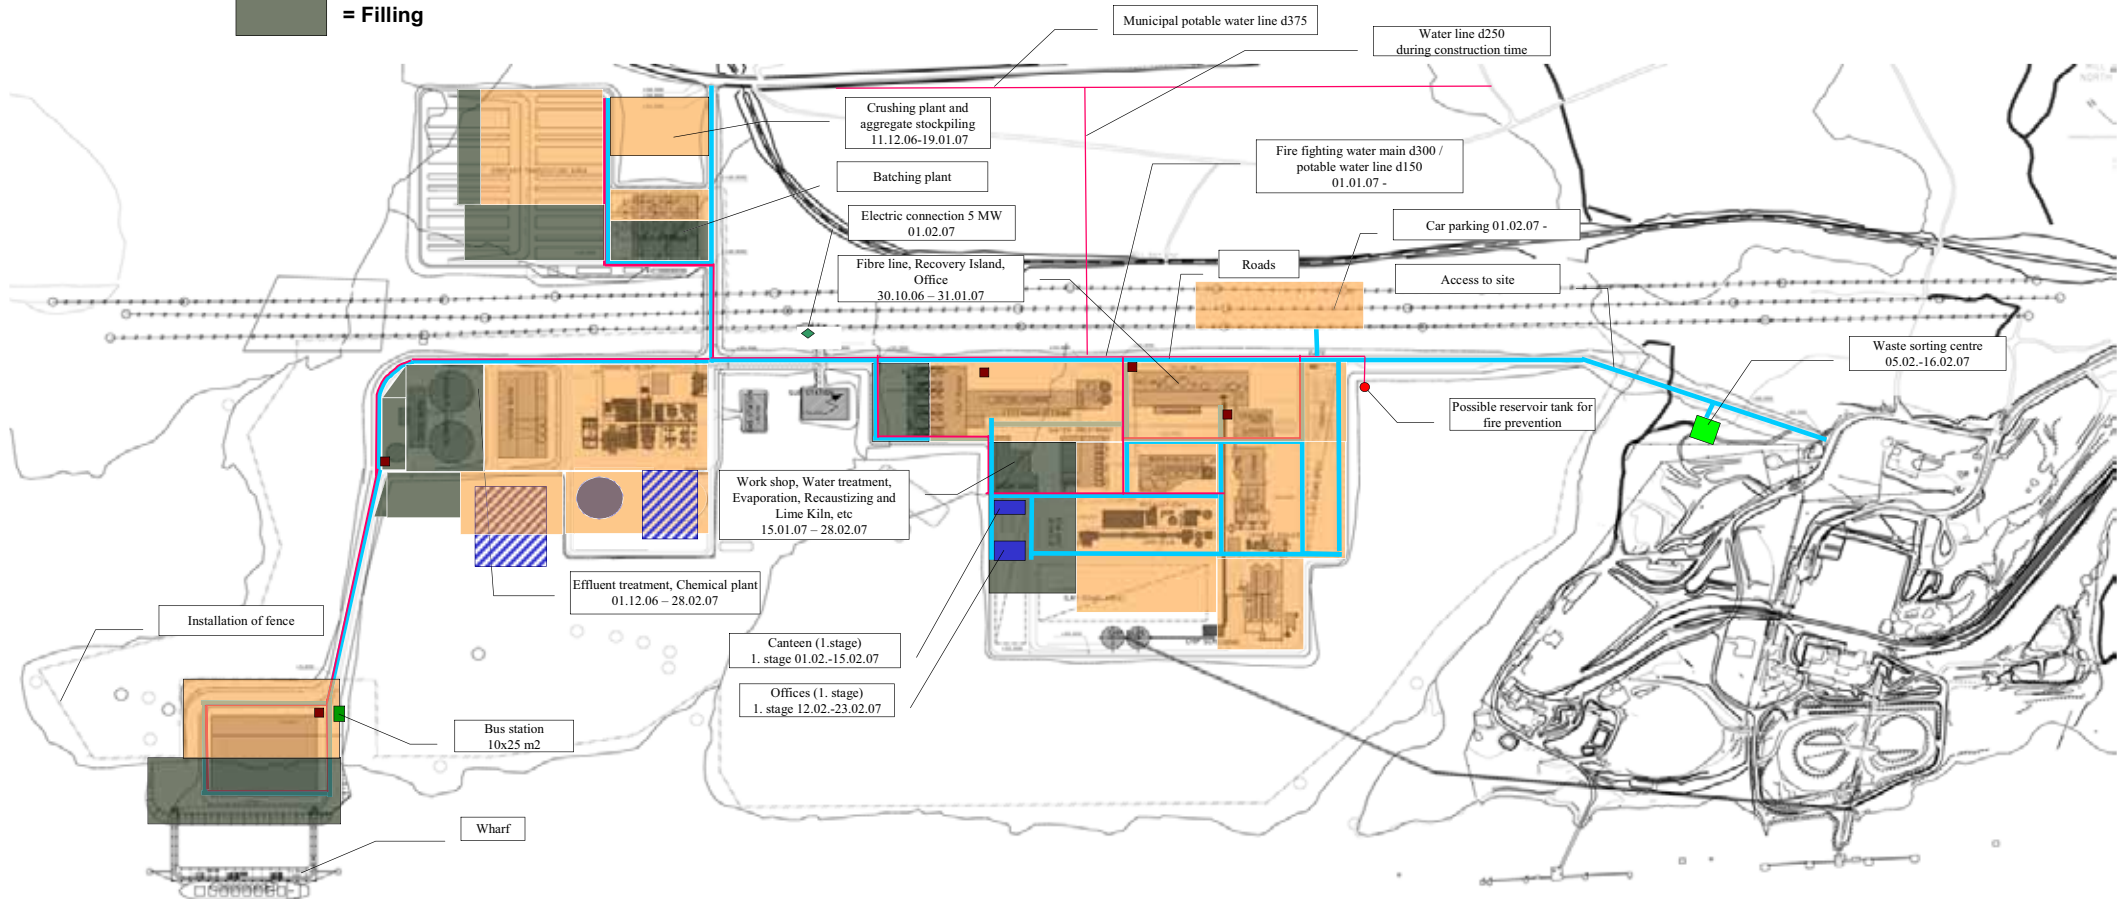 = Filling
Municipal potable water line d375
Water line d250
during construction time
Crushing plant and
aggregate stockpiling
11.12.06-19.01.07
Fire fighting water main d300 /
potable water line d150
01.01.07 -
Batching plant
Electric connection 5 MW
01.02.07
Car parking 01.02.07 -
Fibre line, Recovery Island,
Office
30.10.06 – 31.01.07
Roads
Access to site
Waste sorting centre
05.02.-16.02.07
Possible reservoir tank for
fire prevention
Work shop, Water treatment,
Evaporation, Recaustizing and
Lime Kiln, etc
15.01.07 – 28.02.07
Effluent treatment, Chemical plant
01.12.06 – 28.02.07
Installation of fence
Canteen (1.stage)
1. stage 01.02.-15.02.07
Offices (1. stage)
1. stage 12.02.-23.02.07
Bus station
10x25 m2
Wharf